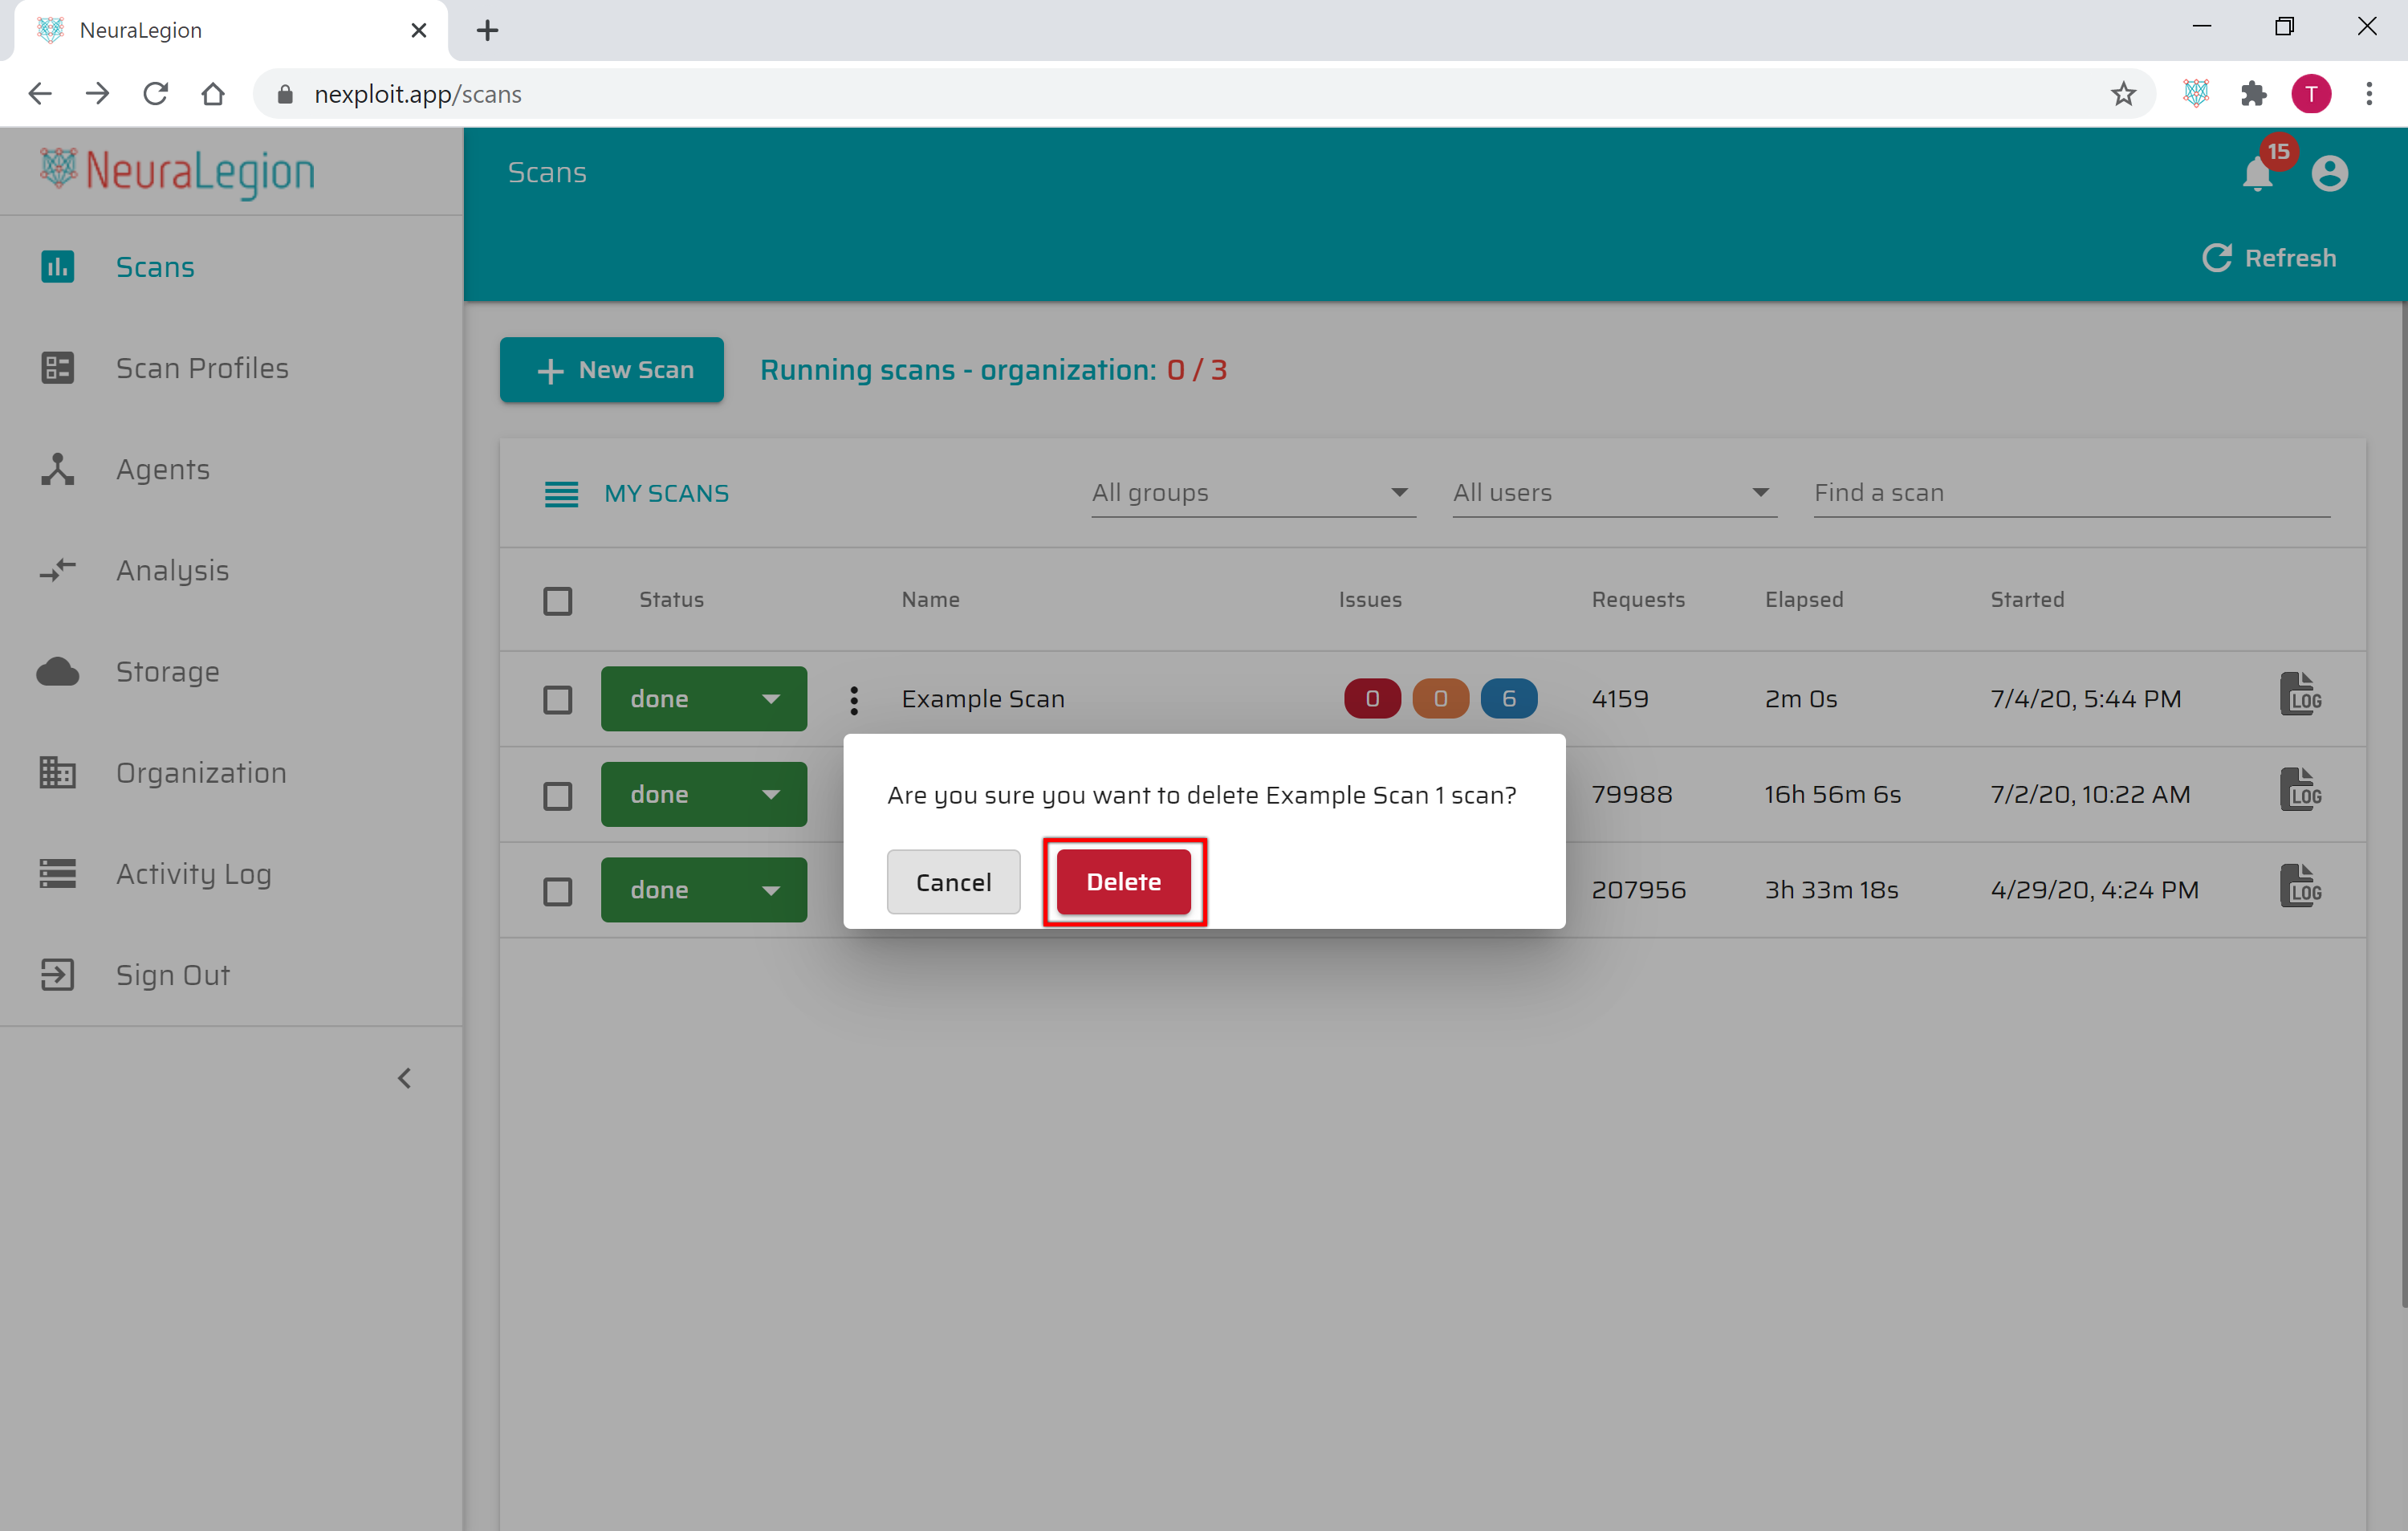 NeuraLegion
nexploit.app/scans
T
NeuraLegion
Scans
15
Refresh
Scans
Scan Profiles
Agents
Analysis
Storage
Organization
Activity Log
Sign Out
New Scan
Running scans - organization: 0 / 3
MY SCANS
All groups
All users
Find a scan
Status Name Issues Requests Elapsed Started
done Example Scan 0 0 6 4159 2m 0s 7/4/20, 5:44 PM LOG
done 79988 16h 56m 6s 7/2/20, 10:22 AM LOG
done 207956 3h 33m 18s 4/29/20, 4:24 PM LOG
Are you sure you want to delete Example Scan 1 scan?
Cancel
Delete